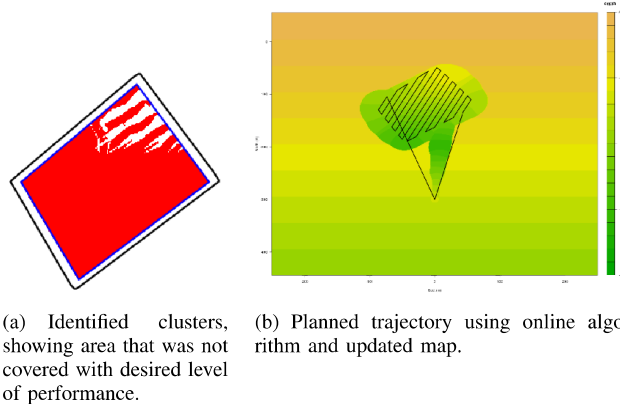 (a) Identified clusters,
showing area that was not
covered with desired level
of performance.
(b) Planned trajectory using online algo
rithm and updated map.